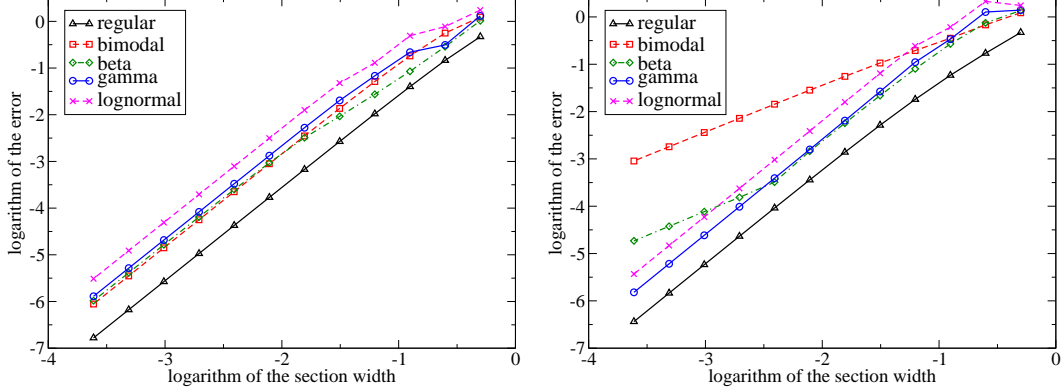 0
-1
-2
-3
-4
-5
-6
-7
logarithm of the error
regular
bimodal
beta
gamma
lognormal
-4 -3 -2 -1 0
logarithm of the section width
0
-1
-2
-3
-4
-5
-6
-7
logarithm of the error
regular
bimodal
beta
gamma
lognormal
-4 -3 -2 -1 0
logarithm of the section width